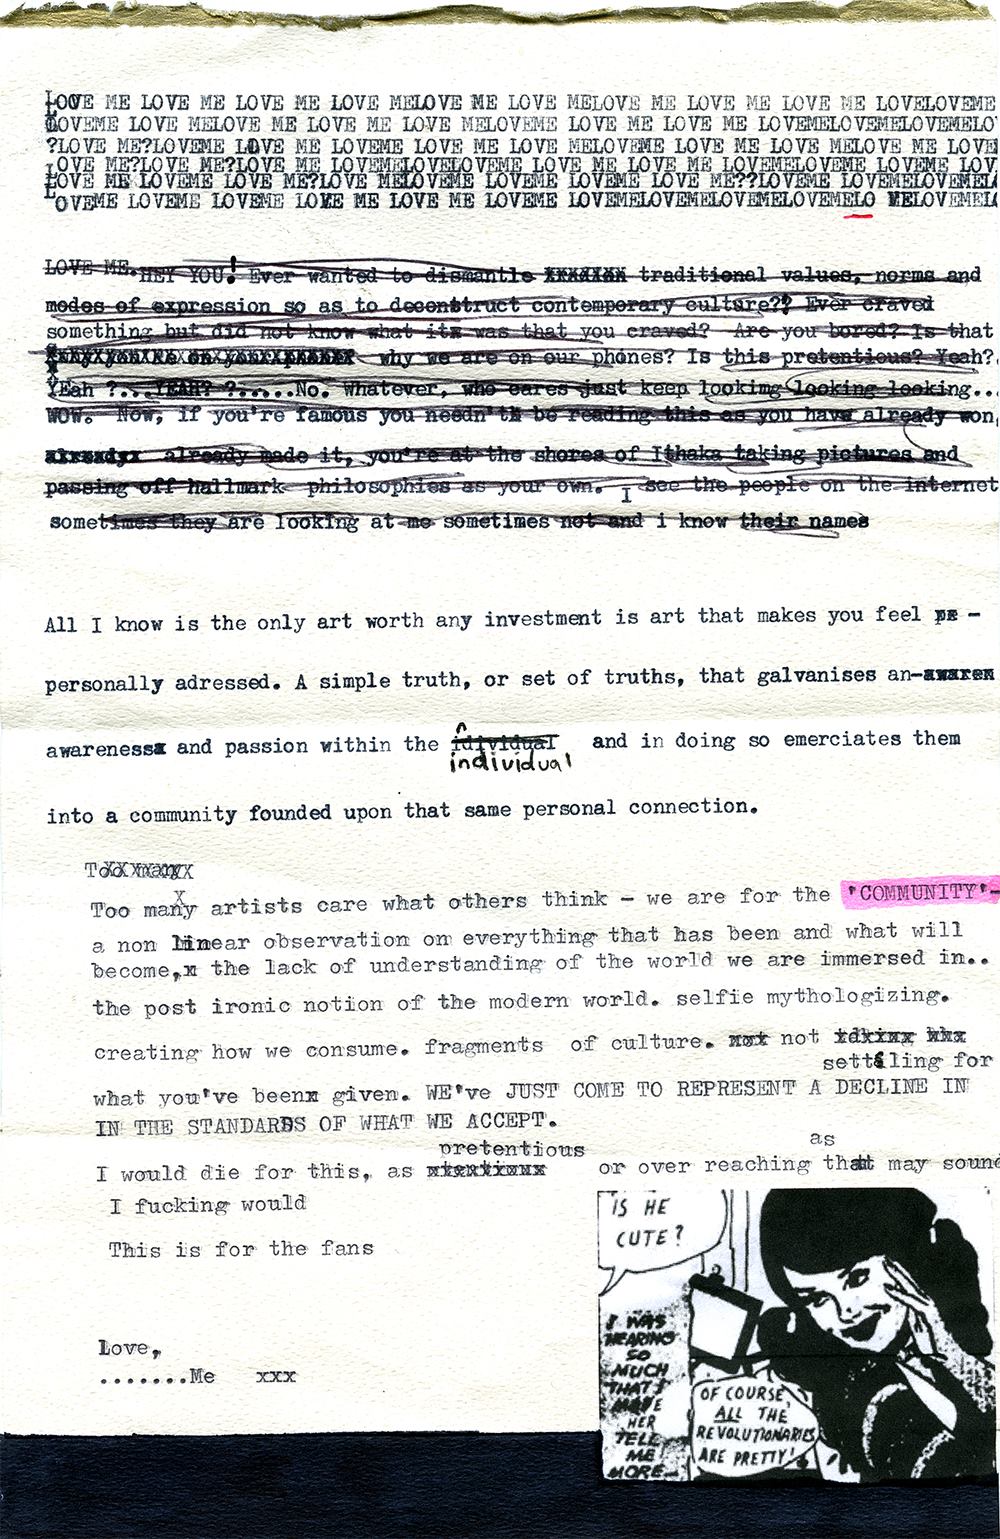 LOVE ME LOVE ME LOVE ME LOVE MELOVE ME LOVE MELOVE ME LOVE ME LOVE ME LOVELOVEME
LOVEME LOVE MELOVE ME LOVE ME LOVE MELOVEME LOVE ME LOVE ME LOVEMELOVEMELOVEMELO
?LOVE ME?LOVEME LOVE ME LOVEME LOVE ME LOVE MELOVEME LOVE ME LOVE MELOVE ME LOVE
LOVE ME?LOVE ME?LOVE ME LOVEMELOVELOVEME LOVE ME LOVE ME LOVEMELOVEME LOVEME LOV
LOVE ME LOVEME LOVE ME?LOVE MELOVEME LOVEME LOVEME LOVE ME??LOVEME LOVEMELOVEMEL
LOVEME LOVEME LOVEME LOVE ME LOVE ME LOVEME LOVEMELOVEMELOVEMELOVEMELO MELOVEMEL
LOVE ME.HEY YOU! Ever wanted to dismantle traditional values, norms and
modes of expression so as to deconstruct contemporary culture?? Ever craved
something but did not know what itx was that you craved? Are you bored? Is that
why we are on our phones? Is this pretentious? Yeah?.
YEah ?...YEAH? ?.....No. Whatever, who cares just keep lookimg looking looking...
WOW. Now, if you're famous you needn't be reading this as you have already won,
already made it, you're at the shores of Ithaka taking pictures and
passing off hallmark philosophies as your own. I see the people on the internet
sometimes they are looking at me sometimes not and i know their names
All I know is the only art worth any investment is art that makes you feel px -
personally adressed. A simple truth, or set of truths, that galvanises an-awaren
awarenessx and passion within the idividual and in doing so emerciates them
individual
into a community founded upon that same personal connection.
Too many
Too many artists care what others think - we are for the 'COMMUNITY'-
a non linear observation on everything that has been and what will
become,x the lack of understanding of the world we are immersed in..
the post ironic notion of the modern world. selfie mythologizing.
creating how we consume. fragments of culture. not not
settling for
what you've beenx given. WE've JUST COME TO REPRESENT A DECLINE IN
IN THE STANDARDS OF WHAT WE ACCEPT.
pretentious as
I would die for this, as or over reaching that may sound
I fucking would
This is for the fans
Love,
.......Me xxx
IS HE
CUTE?
I WAS
HEARING
SO
MUCH
THAT I
MADE
HER
TELL
ME
MORE—
OF COURSE,
ALL THE
REVOLUTIONARIES
ARE PRETTY!